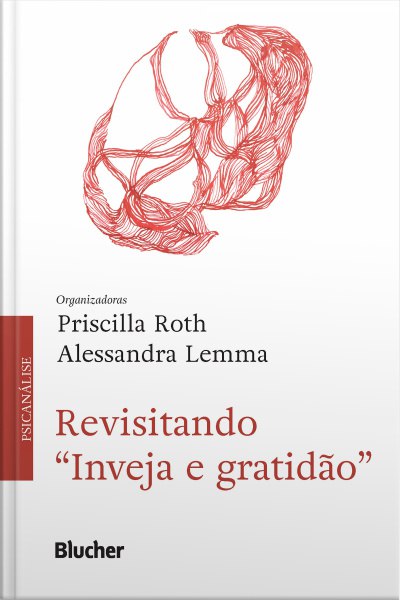 Organizadoras
Priscilla Roth
Alessandra Lemma
PSICANÁLISE
Revisitando
“Inveja e gratidão”
Blucher